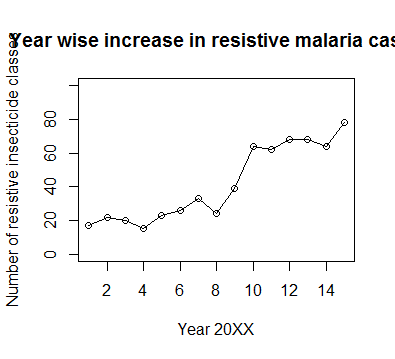 Year wise increase in resistive malaria cas
Number of resistive insecticide classes
80
60
40
20
0
2 4 6 8 10 12 14
Year 20XX